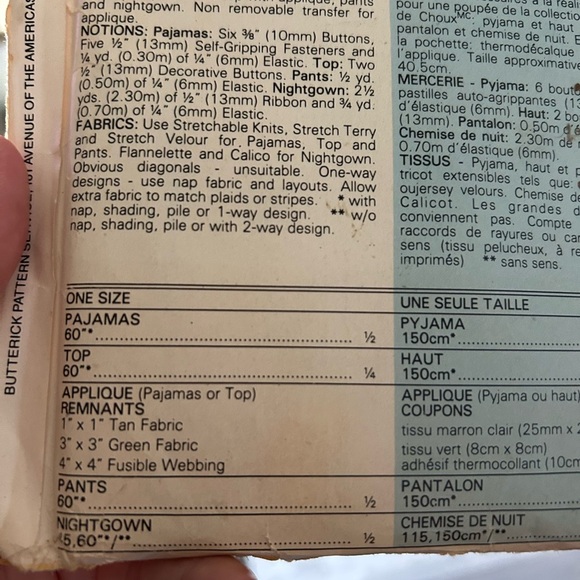 and nightgown. Non removable transfer for
applique.
NOTIONS: Pajamas: Six ⅜" (10mm) Buttons,
Five ½" (13mm) Self-Gripping Fasteners and
¼ yd. (0.30m) of ¼" (6mm) Elastic. Top: Two
½" (13mm) Decorative Buttons. Pants: ½ yd.
(0.50m) of ¼" (6mm) Elastic. Nightgown: 2½
yds. (2.30m) of ½" (13mm) Ribbon and ¾ yd.
(0.70m) of ¼" (6mm) Elastic.
FABRICS: Use Stretchable Knits, Stretch Terry
and Stretch Velour for Pajamas, Top and
Pants. Flannelette and Calico for Nightgown.
Obvious diagonals - unsuitable. One-way
designs - use nap fabric and layouts. Allow
extra fabric to match plaids or stripes. * with
nap, shading, pile or 1-way design. ** w/o
nap, shading, pile or with 2-way design.
ONE SIZE
PAJAMAS
60"* ½
TOP
60"* ¼
APPLIQUE (Pajamas or Top)
REMNANTS
1" x 1" Tan Fabric
3" x 3" Green Fabric
4" x 4" Fusible Webbing
PANTS
60"* ½
NIGHTGOWN
45,60"*/** ½
pour une poupée de la collection
de Choux MC. pyjama et haut
pantalon et chemise de nuit. E
la pochette: thermodécalque
l'applique. Taille approximative
40.5cm.
MERCERIE - Pyjama: 6 bout
pastilles auto-agrippantes (13
d'élastique (6mm). Haut: 2 bo
(13mm). Pantalon: 0.50m d'é
Chemise de nuit: 2.30m de
0.70m d'élastique (6mm).
TISSUS - Pyjama, haut et p
tricot extensibles tels que:
oujersey velours. Chemise de
Calicot. Les grandes d
conviennent pas. Compte
raccords de rayures ou car
sens (tissu pelucheux, à re
imprimés) ** sans sens.
UNE SEULE TAILLE
PYJAMA
150cm*
HAUT
150cm*
APPLIQUE (Pyjama ou haut)
COUPONS
tissu marron clair (25mm x 2
tissu vert (8cm x 8cm)
adhésif thermocollant (10cm
PANTALON
150cm*
CHEMISE DE NUIT
115,150cm*/**
BUTTERICK PATTERN SERVICE, 161 AVENUE OF THE AMERICAS